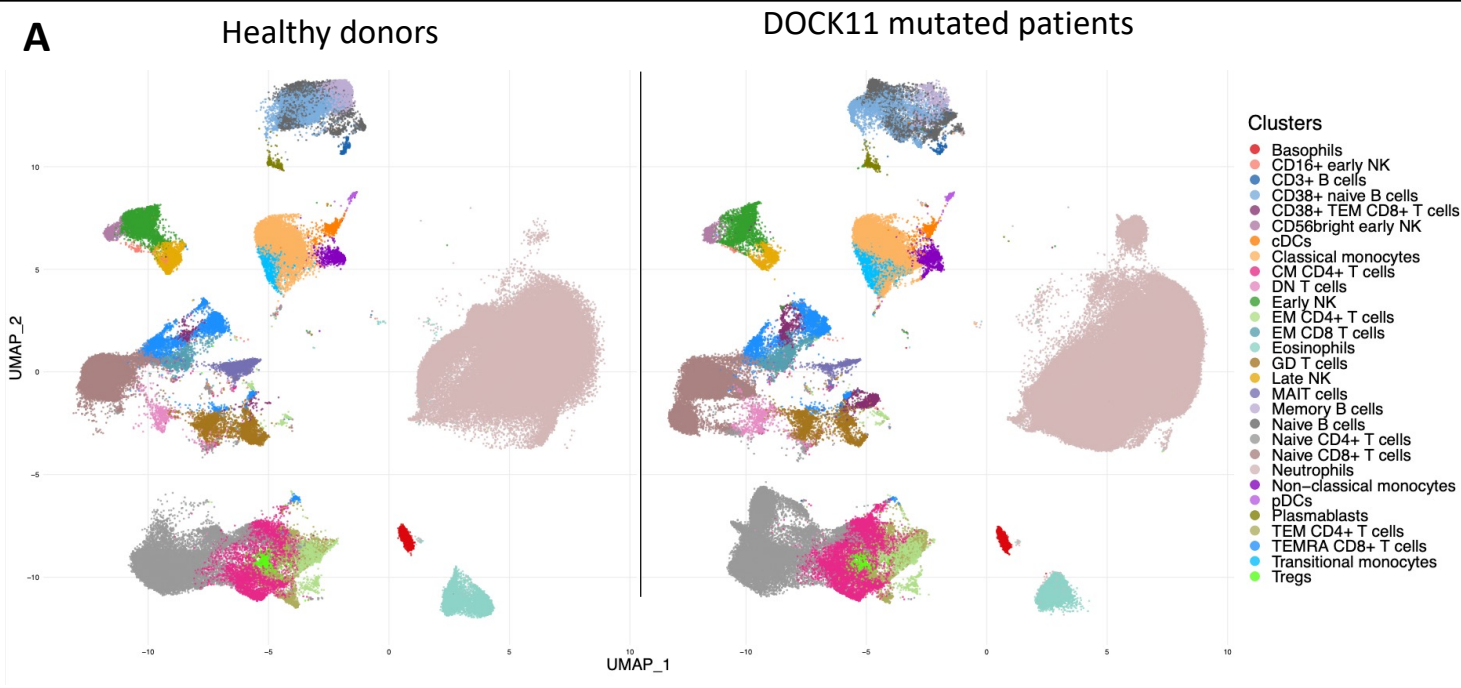 A
Healthy donors
DOCK11 mutated patients
Clusters
Basophils
CD16+ early NK
CD3+ B cells
CD38+ naive B cells
CD38+ TEM CD8+ T cells
CD56bright early NK
cDCs
Classical monocytes
CM CD4+ T cells
DN T cells
Early NK
EM CD4+ T cells
EM CD8 T cells
Eosinophils
GD T cells
Late NK
MAIT cells
Memory B cells
Naive B cells
Naive CD4+ T cells
Naive CD8+ T cells
Neutrophils
Non−classical monocytes
pDCs
Plasmablasts
TEM CD4+ T cells
TEMRA CD8+ T cells
Transitional monocytes
Tregs
UMAP_2
10
5
0
−5
−10
−10 −5 0 5 10
−10 −5 0 5 10
UMAP_1